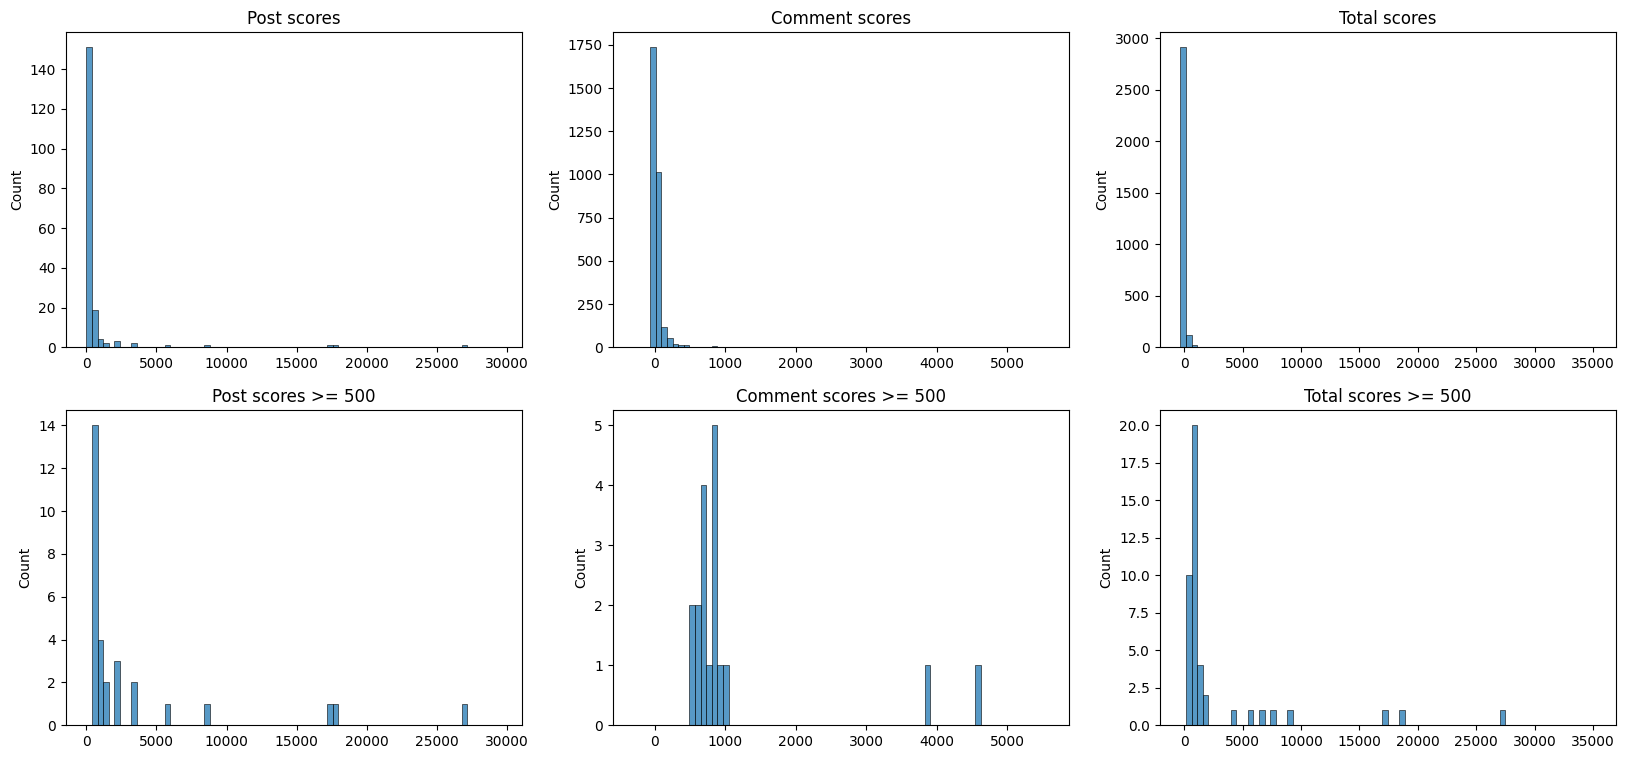 Post scores
Comment scores
Total scores
Count
140
120
100
80
60
40
20
0
0 5000 10000 15000 20000 25000 30000
Count
1750
1500
1250
1000
750
500
250
0
0 1000 2000 3000 4000 5000
Count
3000
2500
2000
1500
1000
500
0
0 5000 10000 15000 20000 25000 30000 35000
Post scores >= 500
Comment scores >= 500
Total scores >= 500
Count
14
12
10
8
6
4
2
0
0 5000 10000 15000 20000 25000 30000
Count
5
4
3
2
1
0
0 1000 2000 3000 4000 5000
Count
20.0
17.5
15.0
12.5
10.0
7.5
5.0
2.5
0.0
0 5000 10000 15000 20000 25000 30000 35000